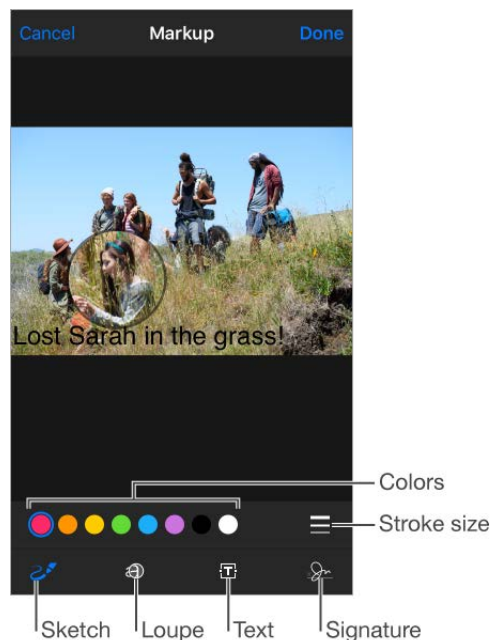 Cancel Markup Done
Lost Sarah in the grass!
Colors
Stroke size
T
Sketch Loupe Text Signature